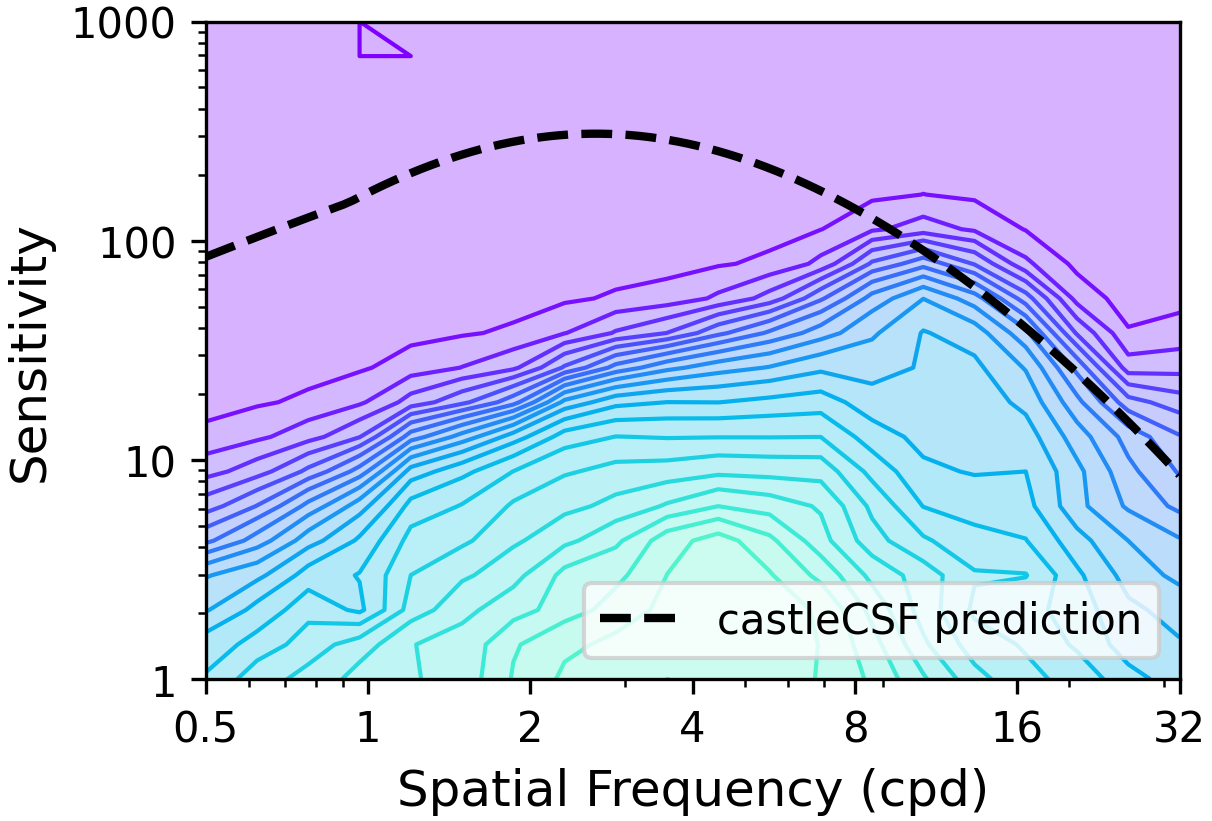 1000
100
10
1
Sensitivity
castleCSF prediction
0.5 1 2 4 8 16 32
Spatial Frequency (cpd)